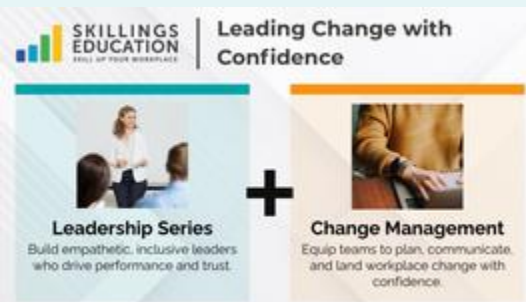 SKILLINGS
EDUCATION
SKILL UP YOUR WORKPLACE
Leading Change with
Confidence
Leadership Series
Build empathetic, inclusive leaders
who drive performance and trust.
+
Change Management
Equip teams to plan, communicate,
and land workplace change with
confidence.